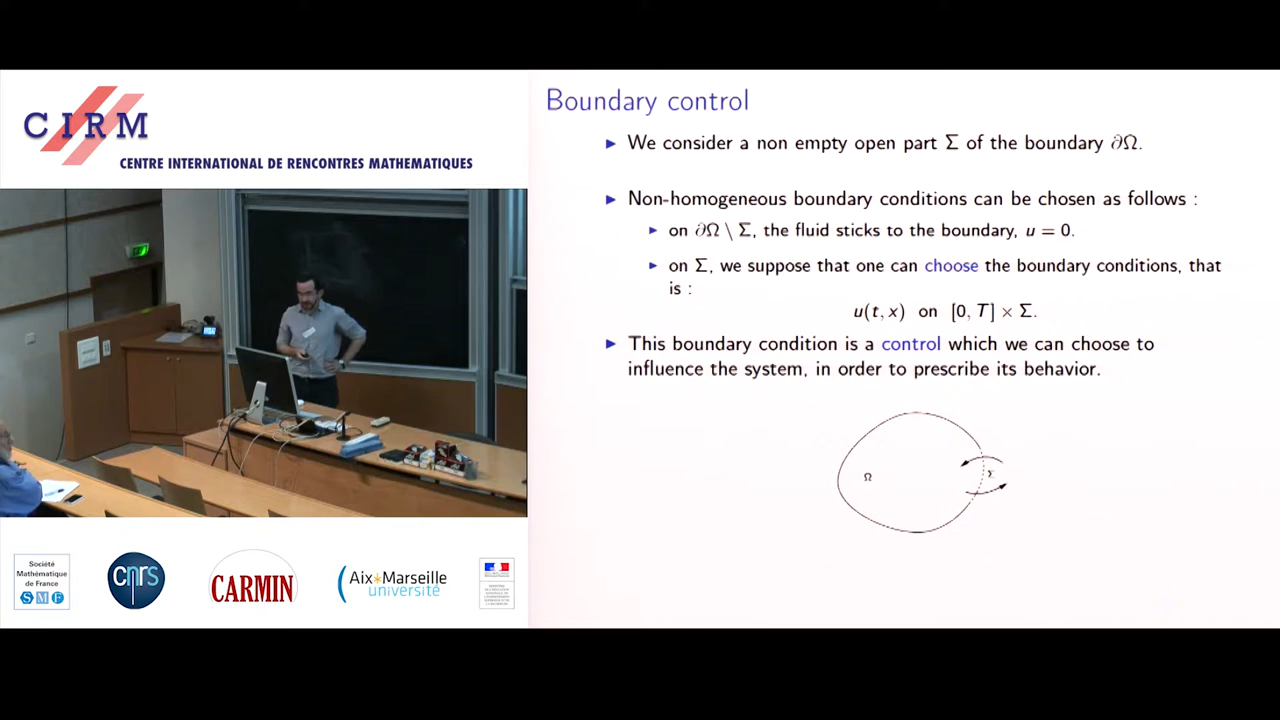 CIRM
CENTRE INTERNATIONAL DE RENCONTRES MATHEMATIQUES
Boundary control
▶ We consider a non empty open part Σ of the boundary ∂Ω.
▶ Non-homogeneous boundary conditions can be chosen as follows :
▶ on ∂Ω \ Σ, the fluid sticks to the boundary, u = 0.
▶ on Σ, we suppose that one can choose the boundary conditions, that
is :
u(t, x) on [0, T] × Σ.
▶ This boundary condition is a control which we can choose to
influence the system, in order to prescribe its behavior.
Ω
Σ
Société
Mathématique
de France
SMF
cnrs
CARMIN
Aix*Marseille
université